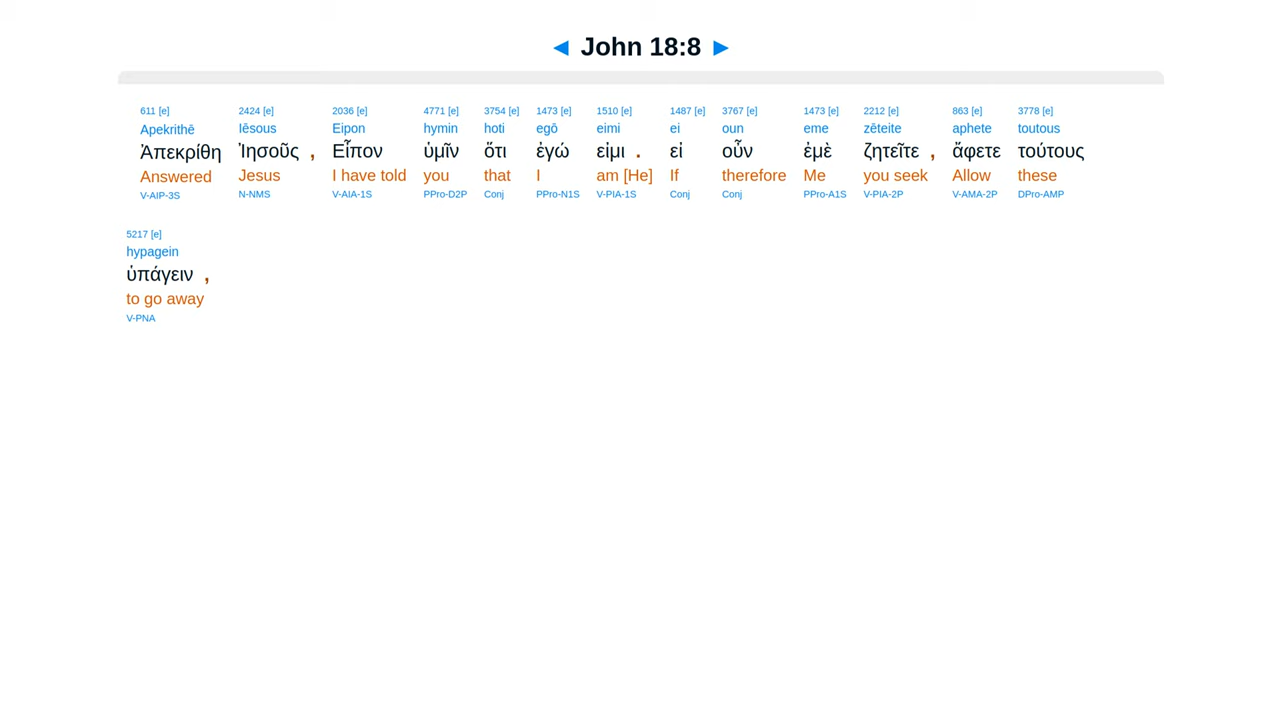 ◄ John 18:8 ►
611 [e] 2424 [e] 2036 [e] 4771 [e] 3754 [e] 1473 [e] 1510 [e] 1487 [e] 3767 [e] 1473 [e] 2212 [e] 863 [e] 3778 [e]
Apekrithē Iēsous Eipon hymin hoti egō eimi ei oun eme zēteite aphete toutous
Ἀπεκρίθη Ἰησοῦς , Εἶπον ὑμῖν ὅτι ἐγώ εἰμι . εἰ οὖν ἐμὲ ζητεῖτε , ἄφετε τούτους
Answered Jesus I have told you that I am [He] If therefore Me you seek Allow these
V-AIP-3S N-NMS V-AIA-1S PPro-D2P Conj PPro-N1S V-PIA-1S Conj Conj PPro-A1S V-PIA-2P V-AMA-2P DPro-AMP
5217 [e]
hypagein
ὑπάγειν ,
to go away
V-PNA